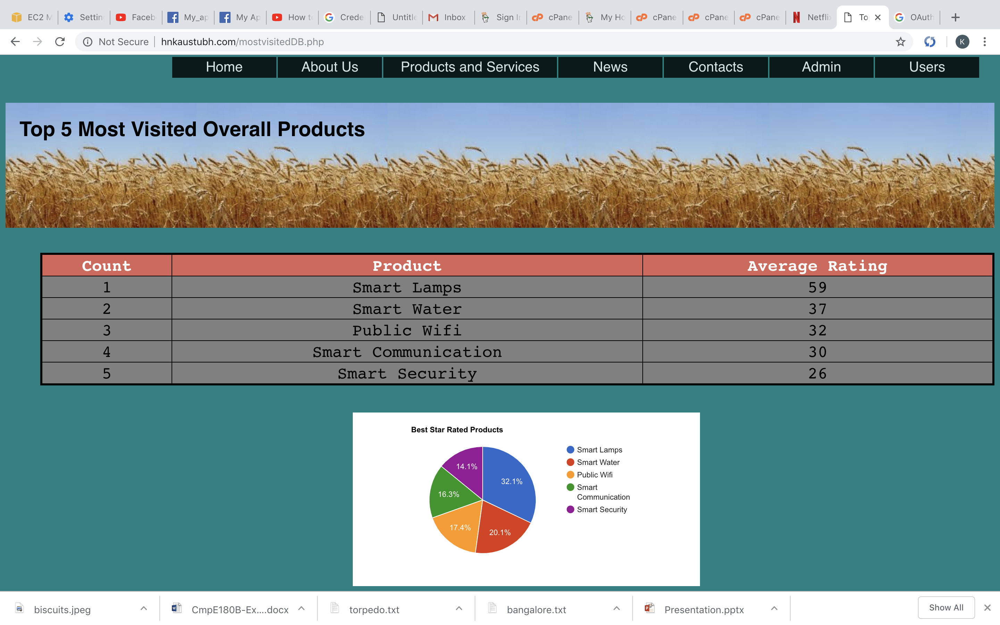 EC2 M Setting Faceb My_ap My Ap How to Crede Untitle Inbox Sign In cPane My Ho cPane cPane cPane Netflix To OAuth
Not Secure hnkaustubh.com/mostvisitedDB.php K
Home About Us Products and Services News Contacts Admin Users
Top 5 Most Visited Overall Products
Count Product Average Rating
1 Smart Lamps 59
2 Smart Water 37
3 Public Wifi 32
4 Smart Communication 30
5 Smart Security 26
Best Star Rated Products
Smart Lamps
Smart Water
Public Wifi
Smart
Communication
Smart Security
14.1%
32.1%
16.3%
17.4%
20.1%
biscuits.jpeg CmpE180B-Ex....docx torpedo.txt bangalore.txt Presentation.pptx Show All